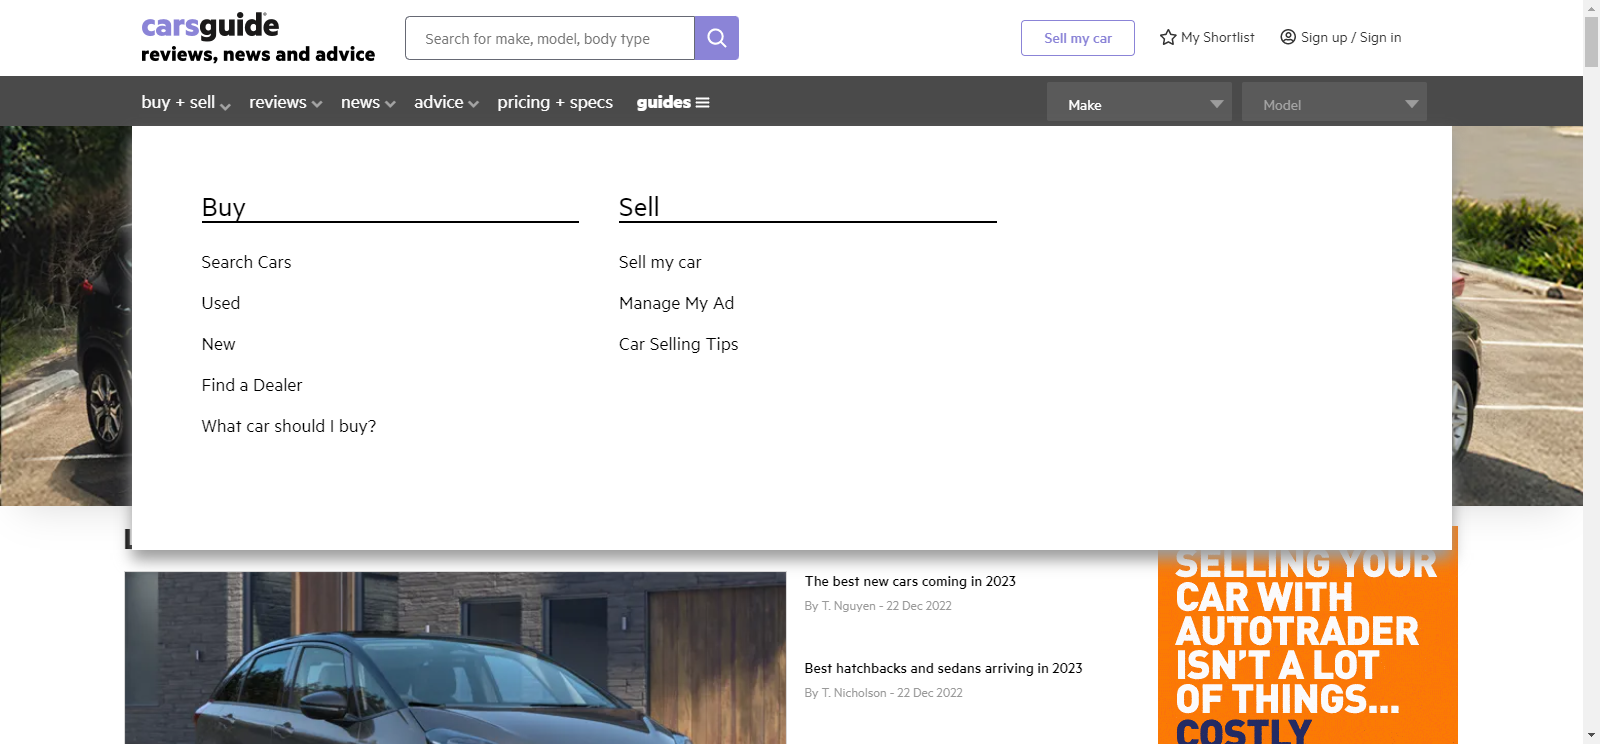 carsguide
reviews, news and advice
Search for make, model, body type
Sell my car
My Shortlist
Sign up / Sign in
buy + sell
reviews
news
advice
pricing + specs
guides
Make
Model
Buy
Search Cars
Used
New
Find a Dealer
What car should I buy?
Sell
Sell my car
Manage My Ad
Car Selling Tips
The best new cars coming in 2023
By T. Nguyen - 22 Dec 2022
Best hatchbacks and sedans arriving in 2023
By T. Nicholson - 22 Dec 2022
SELLING YOUR
CAR WITH
AUTOTRADER
ISN'T A LOT
OF THINGS...
COSTLY